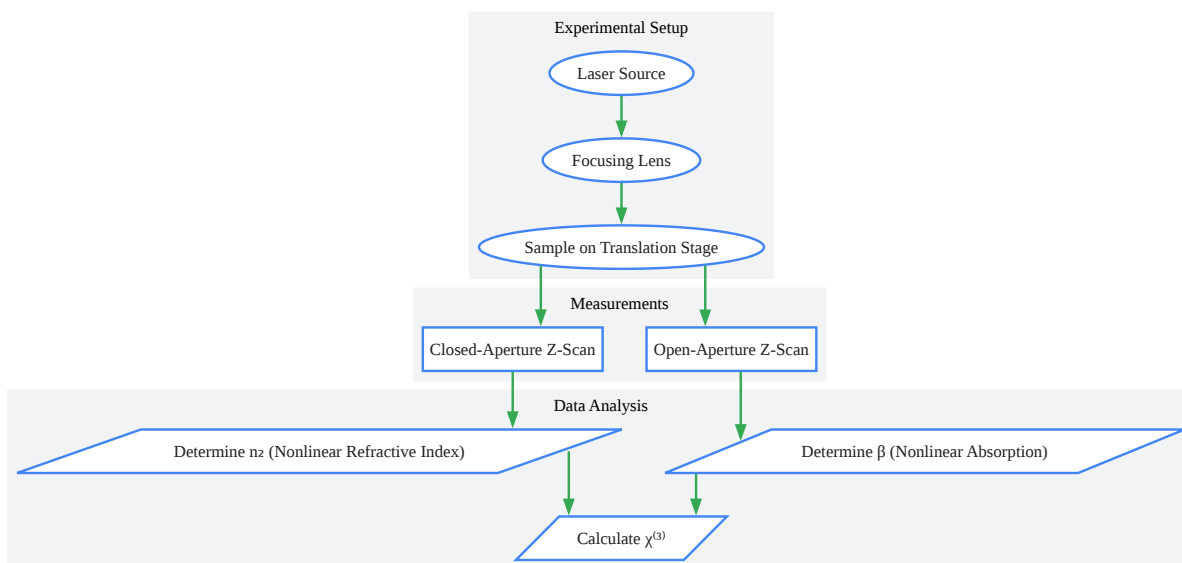 Experimental Setup
Laser Source
Focusing Lens
Sample on Translation Stage
Measurements
Closed-Aperture Z-Scan
Open-Aperture Z-Scan
Data Analysis
Determine n₂ (Nonlinear Refractive Index)
Determine β (Nonlinear Absorption)
Calculate χ⁽³⁾